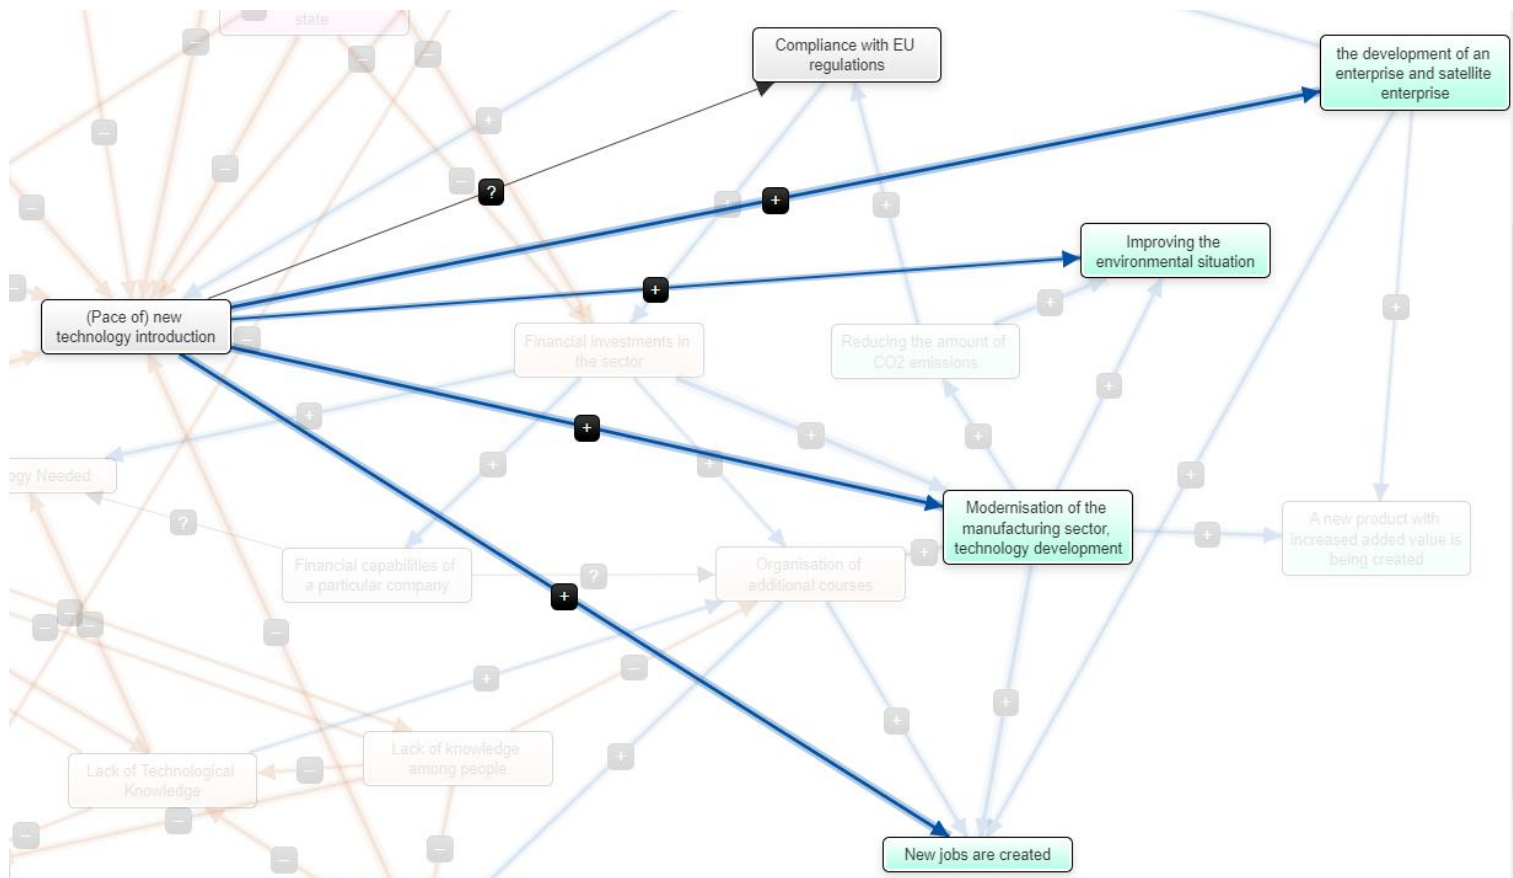 state
Compliance with EU
regulations
the development of an
enterprise and satellite
enterprise
+
?
+
+
Improving the
environmental situation
(Pace of) new
technology introduction
Financial investments in
the sector
Reducing the amount of
CO2 emissions
+
ogy Needed
Modernisation of the
manufacturing sector,
technology development
A new product with
increased added value is
being created
Financial capabilities of
a particular company
?
Organisation of
additional courses
+
Lack of Technological
Knowledge
Lack of knowledge
among people
New jobs are created